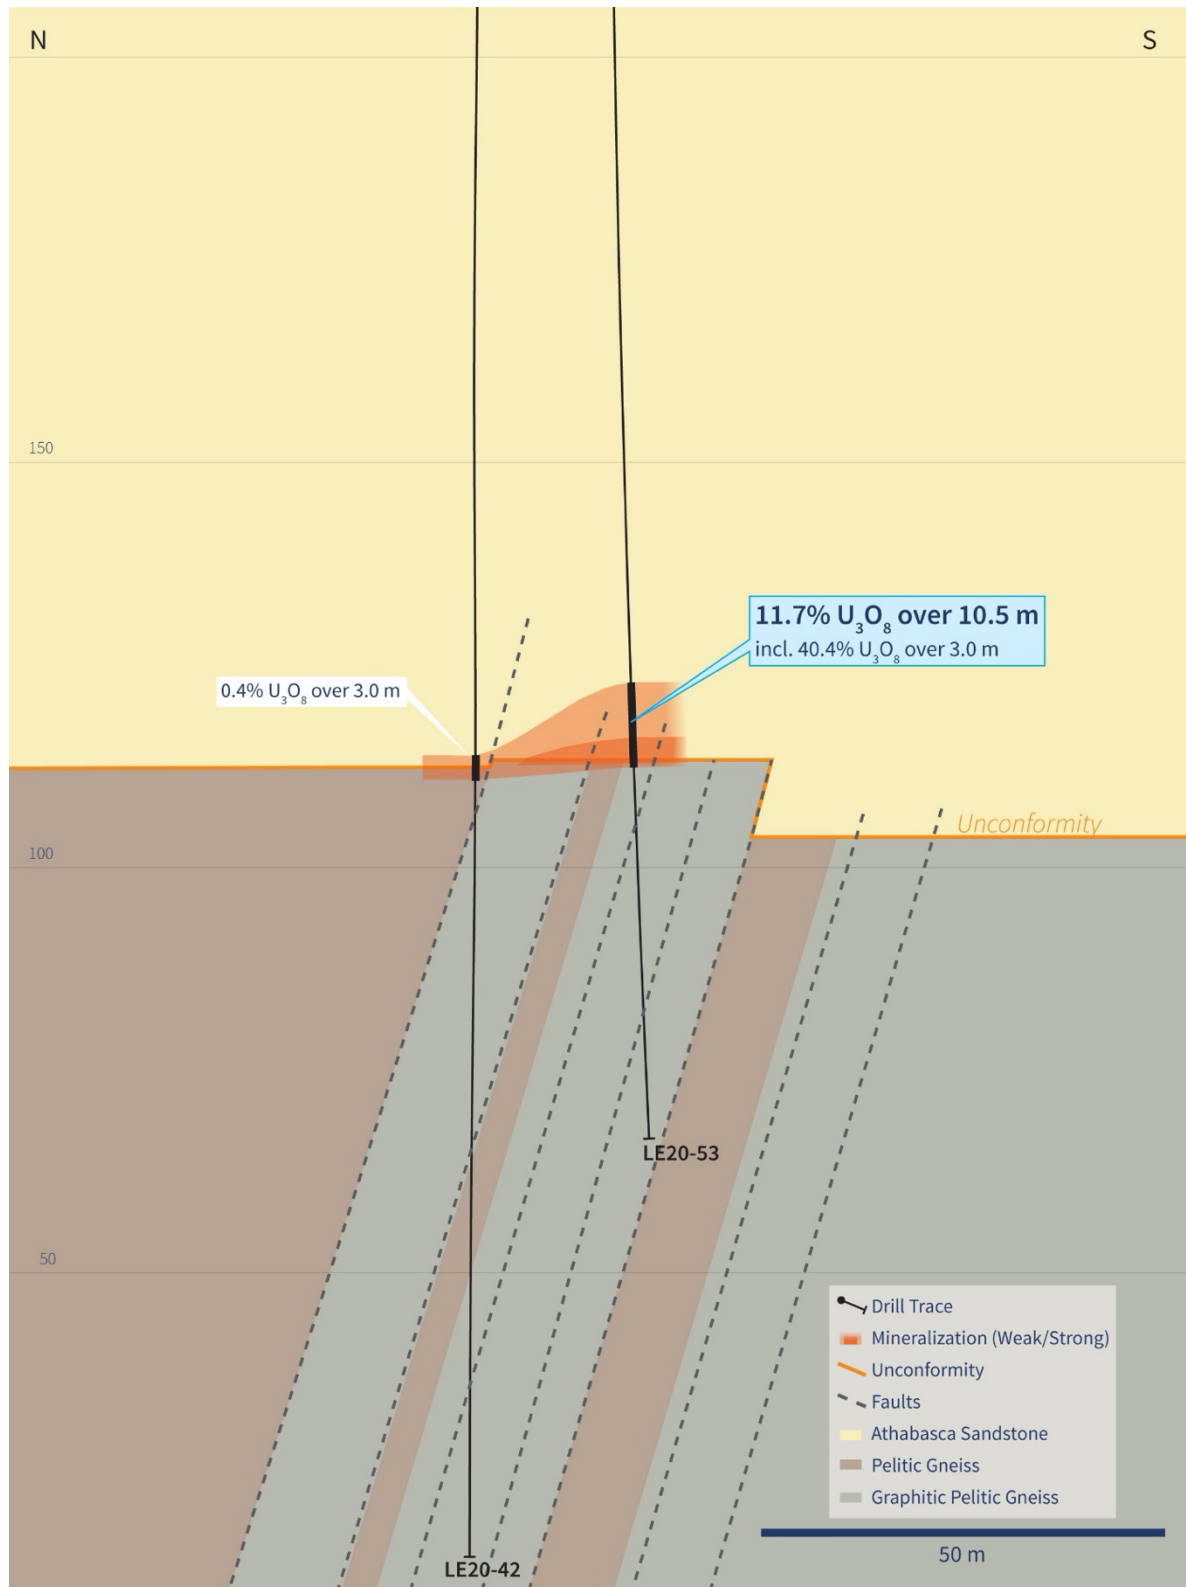 N
S
150
11.7% U₃O₈ over 10.5 m
incl. 40.4% U₃O₈ over 3.0 m
0.4% U₃O₈ over 3.0 m
Unconformity
100
LE20-53
50
Drill Trace
Mineralization (Weak/Strong)
Unconformity
Faults
Athabasca Sandstone
Pelitic Gneiss
Graphitic Pelitic Gneiss
50 m
LE20-42